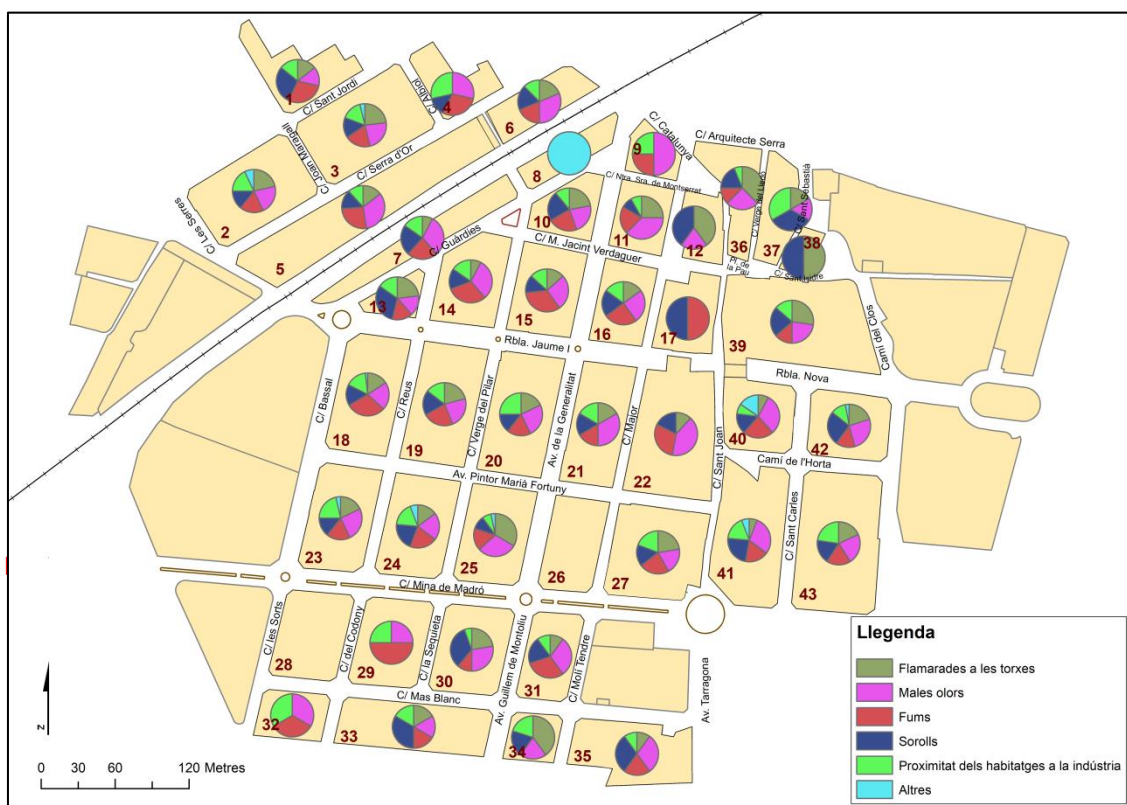 C/ Sant Jordi
1
C/ Albiol
4
6
C/ Joan Maragall
3
C/ Serra d'Or
C/ Les Serres
2
5
8
C/ Catalunya
9
C/ Arquitecte Serra
C/ Ntra. Sra. de Montserrat
C/ Verge del Lledó
C/ Sant Sebastià
7
C/ Guàrdies
10
11
12
36
37
38
C/ M. Jacint Verdaguer
Pl. de
la Pau
C/ Sant Isidre
13
14
15
16
17
39
Camí del Clos
Rbla. Jaume I
Rbla. Nova
C/ Bassal
C/ Reus
C/ Verge del Pilar
Av. de la Generalitat
C/ Major
C/ Sant Joan
18
19
20
21
22
40
42
Camí de l'Horta
Av. Pintor Marià Fortuny
C/ Sant Carles
23
24
25
26
27
41
43
C/ Mina de Madró
C/ les Sorts
C/ del Codony
C/ la Sequieta
Av. Guillem de Montoliu
C/ Molí Tendre
Av. Tarragona
28
29
30
31
C/ Mas Blanc
32
33
34
35
N
0 30 60 120 Metres
Llegenda
Flamarades a les torxes
Males olors
Fums
Sorolls
Proximitat dels habitatges a la indústria
Altres